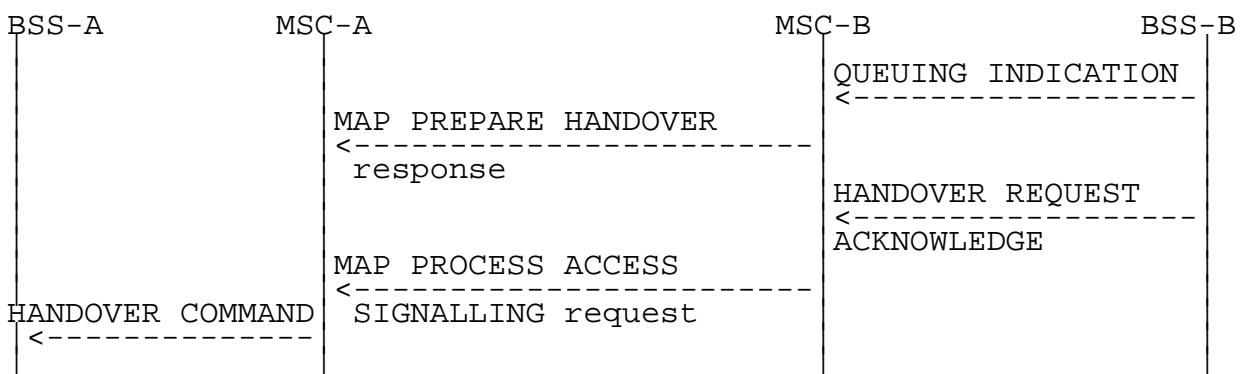 BSS-A MSC-A MSC-B BSS-B
QUEUING INDICATION
MAP PREPARE HANDOVER
response
HANDOVER REQUEST
ACKNOWLEDGE
MAP PROCESS ACCESS
HANDOVER COMMAND SIGNALLING request